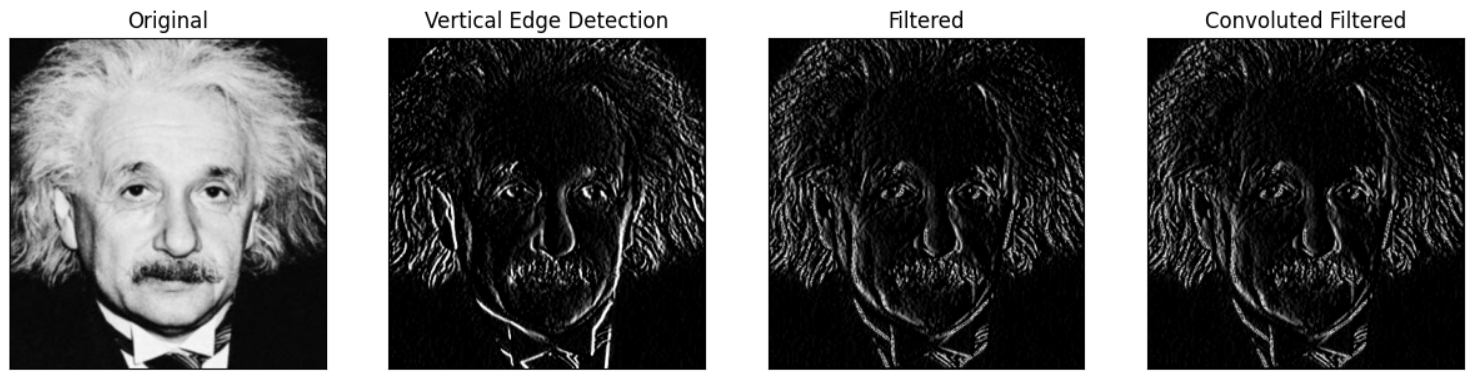 Original
Vertical Edge Detection
Filtered
Convoluted Filtered